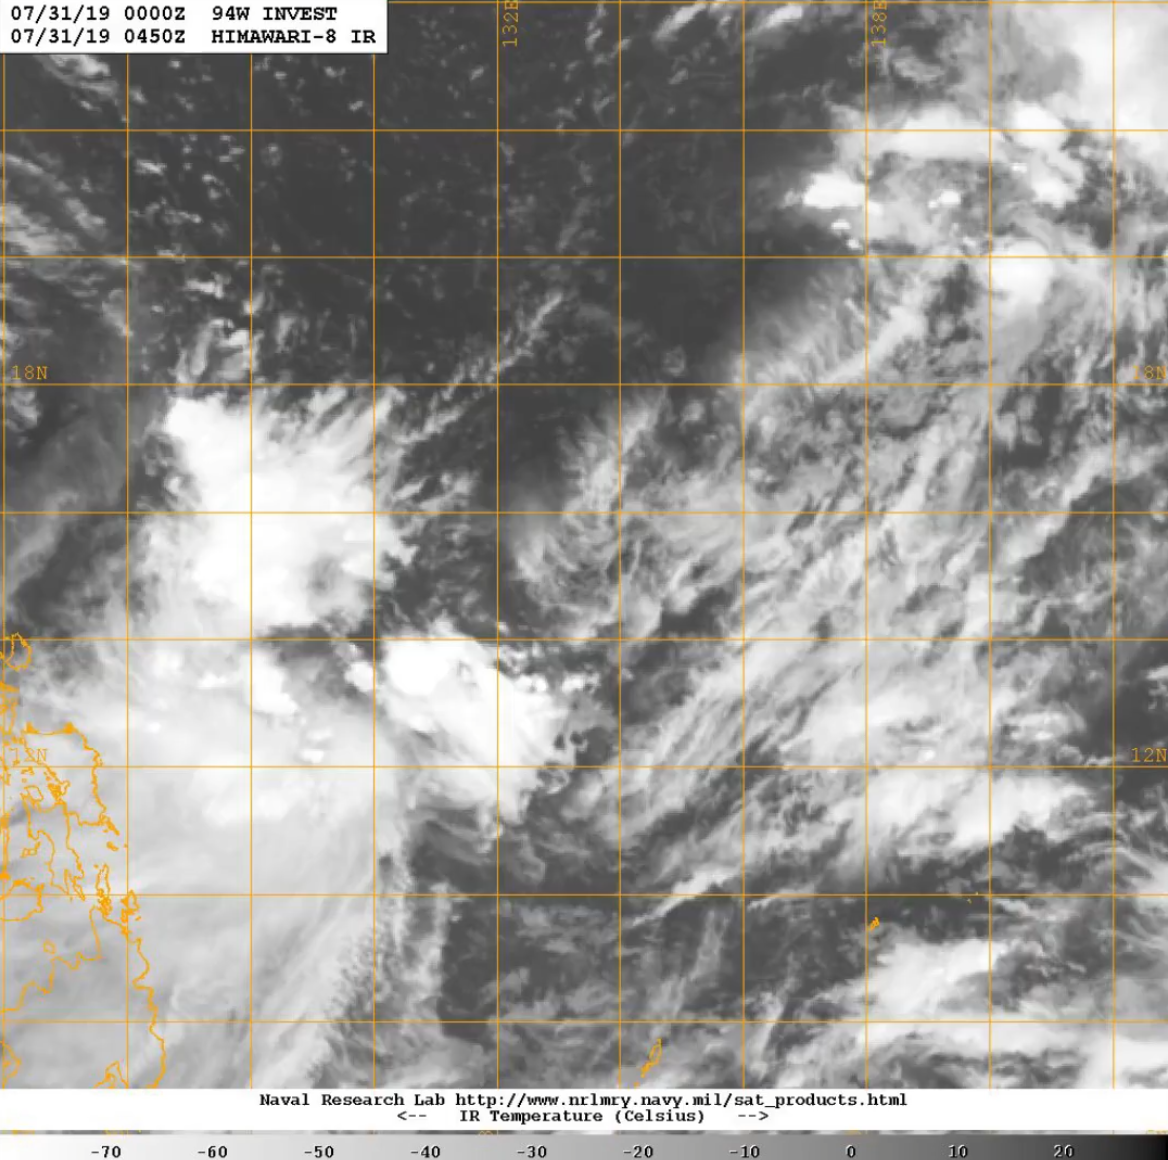 07/31/19 0000Z 94W INVEST
07/31/19 0450Z HIMAWARI-8 IR
132E
138E
18N
18N
12N
12N
Naval Research Lab http://www.nrlmry.navy.mil/sat_products.html
<-- IR Temperature (Celsius) -->
-70 -60 -50 -40 -30 -20 -10 0 10 20